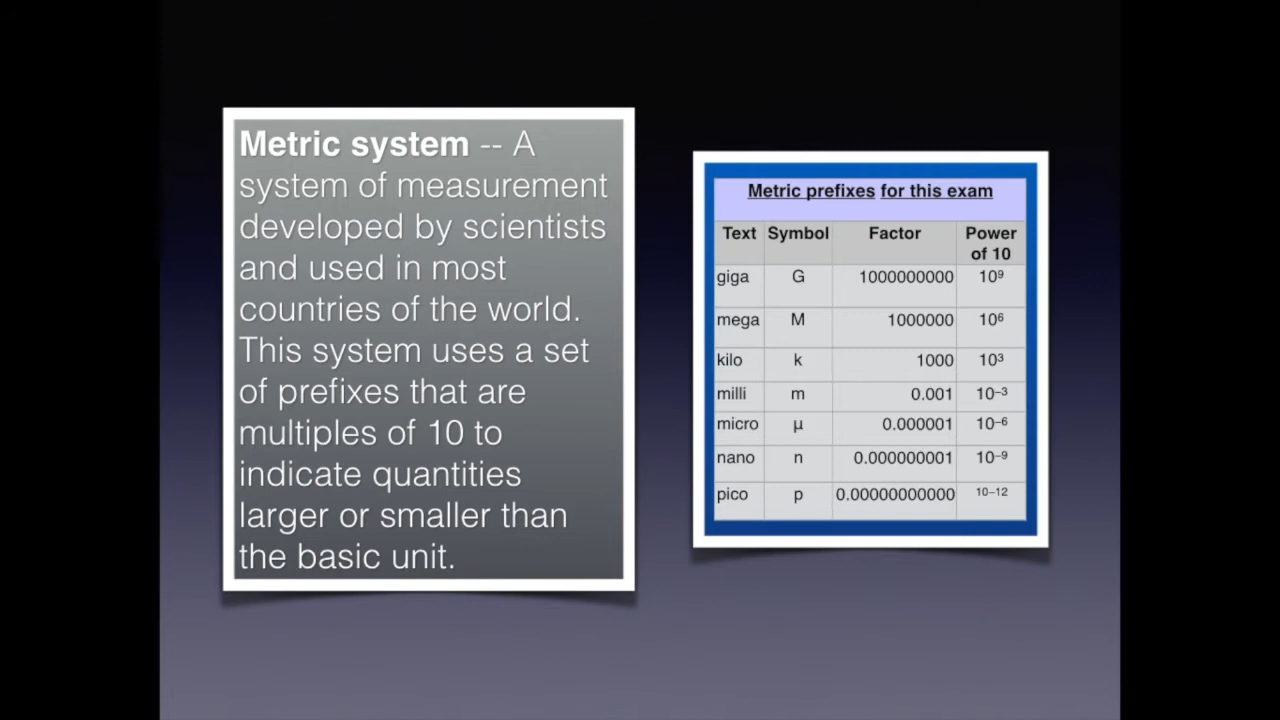 Metric system -- A
system of measurement
developed by scientists
and used in most
countries of the world.
This system uses a set
of prefixes that are
multiples of 10 to
indicate quantities
larger or smaller than
the basic unit.
Metric prefixes for this exam
Text Symbol Factor Power of 10
giga G 1000000000 10⁹
mega M 1000000 10⁶
kilo k 1000 10³
milli m 0.001 10⁻³
micro µ 0.000001 10⁻⁶
nano n 0.000000001 10⁻⁹
pico p 0.00000000000 10−12